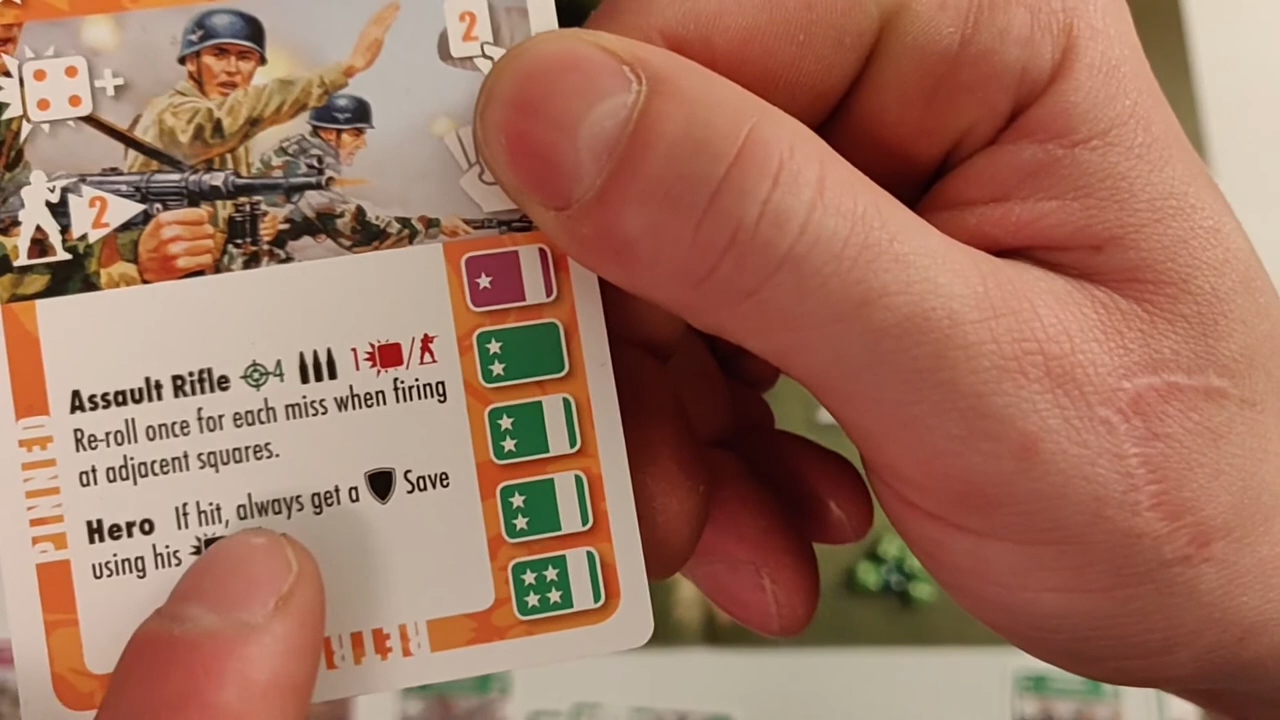 2
+
2
Assault Rifle 4 1 /
Re-roll once for each miss when firing
at adjacent squares.
Hero If hit, always get a Save
using his
PINNED